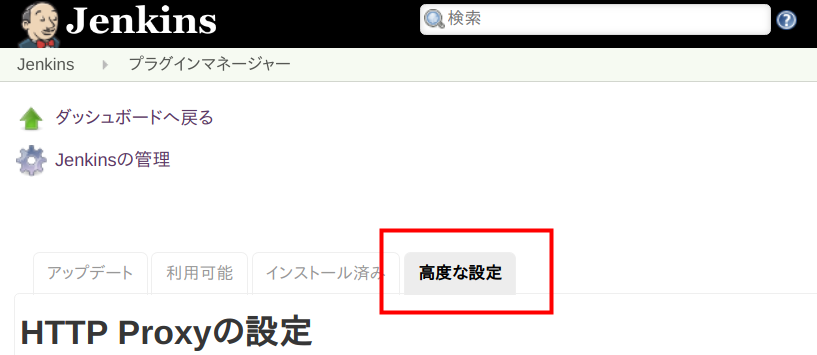 Jenkins
検索
Jenkins プラグインマネージャー
ダッシュボードへ戻る
Jenkinsの管理
アップデート 利用可能 インストール済み 高度な設定
HTTP Proxyの設定